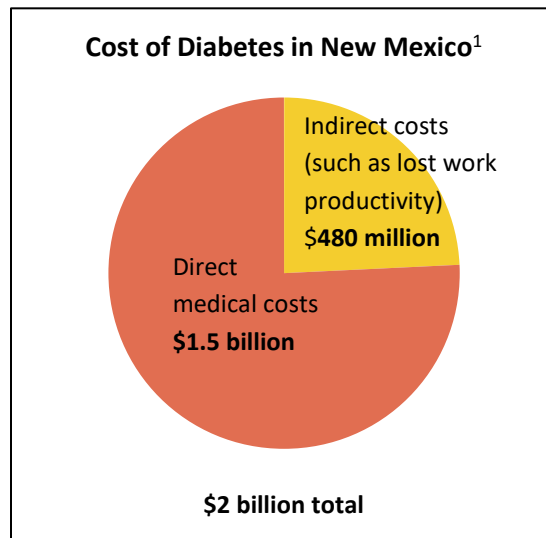 Cost of Diabetes in New Mexico¹
Indirect costs
(such as lost work
productivity)
$480 million
Direct
medical costs
$1.5 billion
$2 billion total